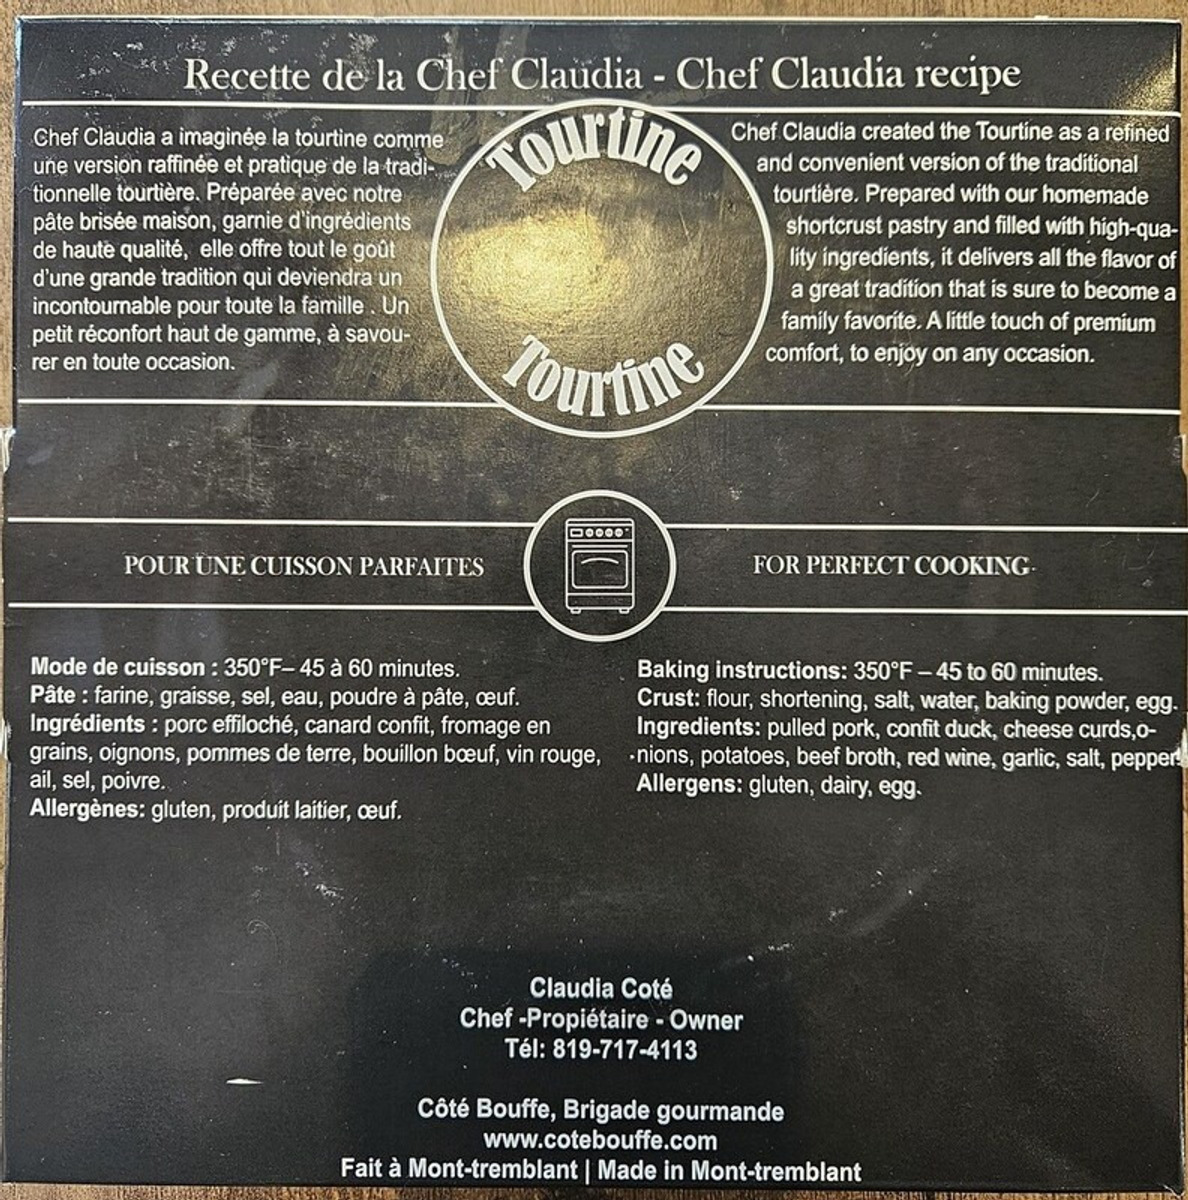 Recette de la Chef Claudia - Chef Claudia recipe
Chef Claudia a imaginée la tourtine comme
une version raffinée et pratique de la tradi-
tionnelle tourtière. Préparée avec notre
pâte brisée maison, garnie d'ingrédients
de haute qualité, elle offre tout le goût
d'une grande tradition qui deviendra un
incontournable pour toute la famille . Un
petit réconfort haut de gamme, à savou-
rer en toute occasion.
Tourtine
Tourtine
Chef Claudia created the Tourtine as a refined
and convenient version of the traditional
tourtière. Prepared with our homemade
shortcrust pastry and filled with high-qua-
lity ingredients, it delivers all the flavor of
a great tradition that is sure to become a
family favorite. A little touch of premium
comfort, to enjoy on any occasion.
POUR UNE CUISSON PARFAITES
FOR PERFECT COOKING
Mode de cuisson : 350°F– 45 à 60 minutes.
Pâte : farine, graisse, sel, eau, poudre à pâte, œuf.
Ingrédients : porc effiloché, canard confit, fromage en
grains, oignons, pommes de terre, bouillon bœuf, vin rouge,
ail, sel, poivre.
Allergènes: gluten, produit laitier, œuf.
Baking instructions: 350°F – 45 to 60 minutes.
Crust: flour, shortening, salt, water, baking powder, egg.
Ingredients: pulled pork, confit duck, cheese curds,o-
nions, potatoes, beef broth, red wine, garlic, salt, pepper
Allergens: gluten, dairy, egg.
Claudia Coté
Chef -Propiétaire - Owner
Tél: 819-717-4113
Côté Bouffe, Brigade gourmande
www.cotebouffe.com
Fait à Mont-tremblant | Made in Mont-tremblant